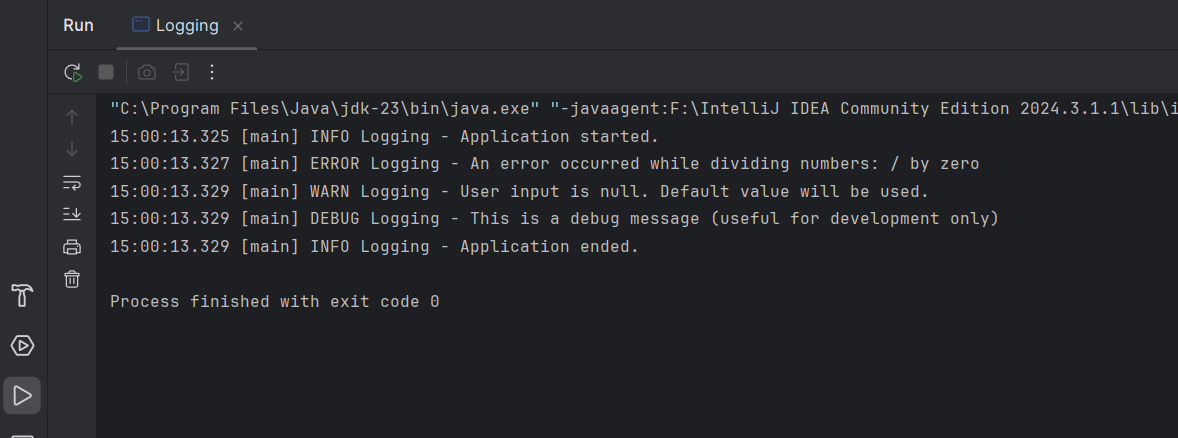 Run Logging
"C:\Program Files\Java\jdk-23\bin\java.exe" "-javaagent:F:\IntelliJ IDEA Community Edition 2024.3.1.1\lib\i
15:00:13.325 [main] INFO Logging - Application started.
15:00:13.327 [main] ERROR Logging - An error occurred while dividing numbers: / by zero
15:00:13.329 [main] WARN Logging - User input is null. Default value will be used.
15:00:13.329 [main] DEBUG Logging - This is a debug message (useful for development only)
15:00:13.329 [main] INFO Logging - Application ended.
Process finished with exit code 0